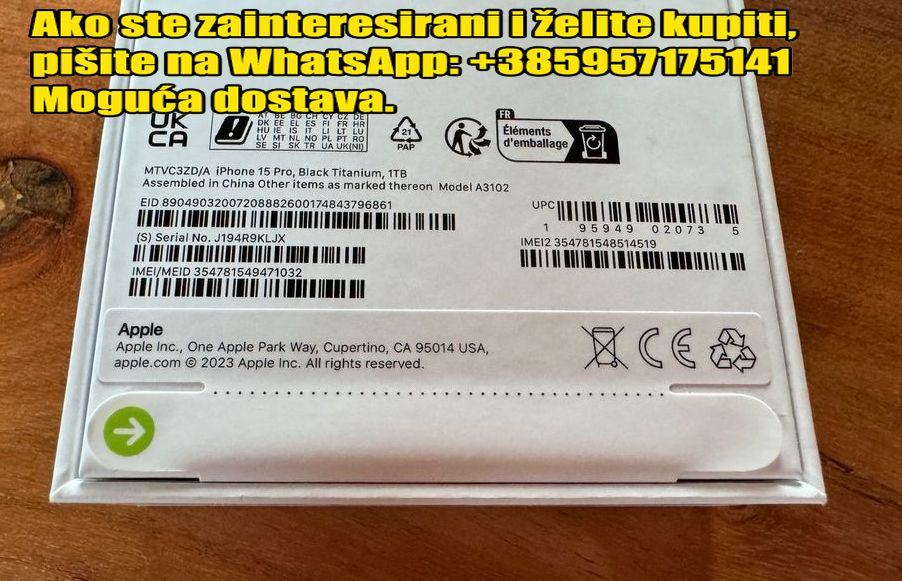 Ako ste zainteresirani i želite kupiti,
pišite na WhatsApp: +385957175141
Moguća dostava.
UK
CA
AT BE BG CH CY CZ DE
DK EE EL ES FI FR HR
HU IE IS IT LI LT LU
LV MT NL NO PL PT RO
SE SI SK TR UA UK(NI)
21
PAP
FR
Éléments
d'emballage
MTVC3ZD/A iPhone 15 Pro, Black Titanium, 1TB
Assembled in China Other items as marked thereon Model A3102
EID 89049032007208882600174843796861
UPC
1 95949 02073 5
(S) Serial No. J194R9KLJX
IMEI2 354781548514519
IMEI/MEID 354781549471032
Apple
Apple Inc., One Apple Park Way, Cupertino, CA 95014 USA,
apple.com © 2023 Apple Inc. All rights reserved.
CE